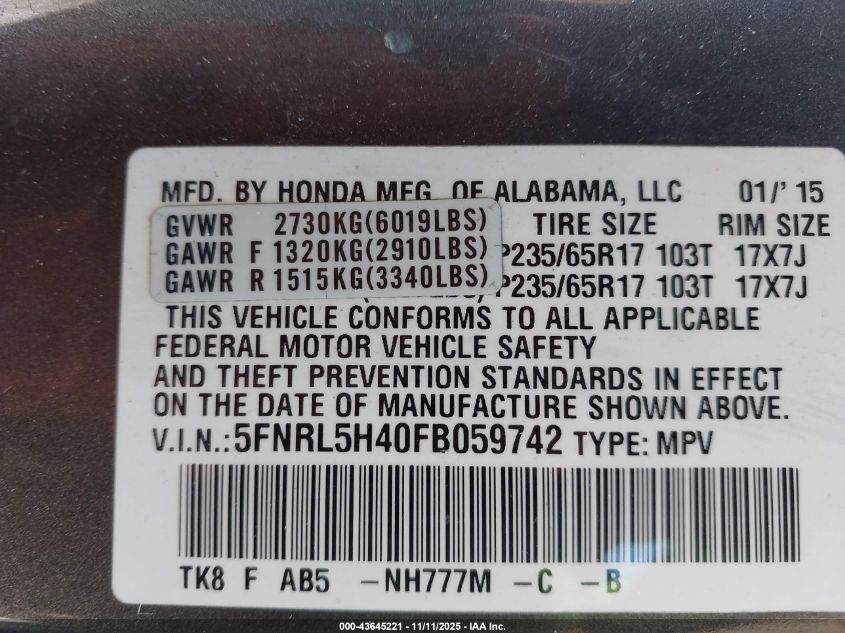 MFD. BY HONDA MFG. OF ALABAMA, LLC 01/' 15
GVWR 2730KG(6019LBS) TIRE SIZE RIM SIZE
GAWR F 1320KG(2910LBS) P235/65R17 103T 17X7J
GAWR R 1515KG(3340LBS) P235/65R17 103T 17X7J
THIS VEHICLE CONFORMS TO ALL APPLICABLE
FEDERAL MOTOR VEHICLE SAFETY
AND THEFT PREVENTION STANDARDS IN EFFECT
ON THE DATE OF MANUFACTURE SHOWN ABOVE.
V.I.N.:5FNRL5H40FB059742 TYPE: MPV
TK8 F AB5 -NH777M -C -B
000-43645221 - 11/11/2025 - IAA Inc.